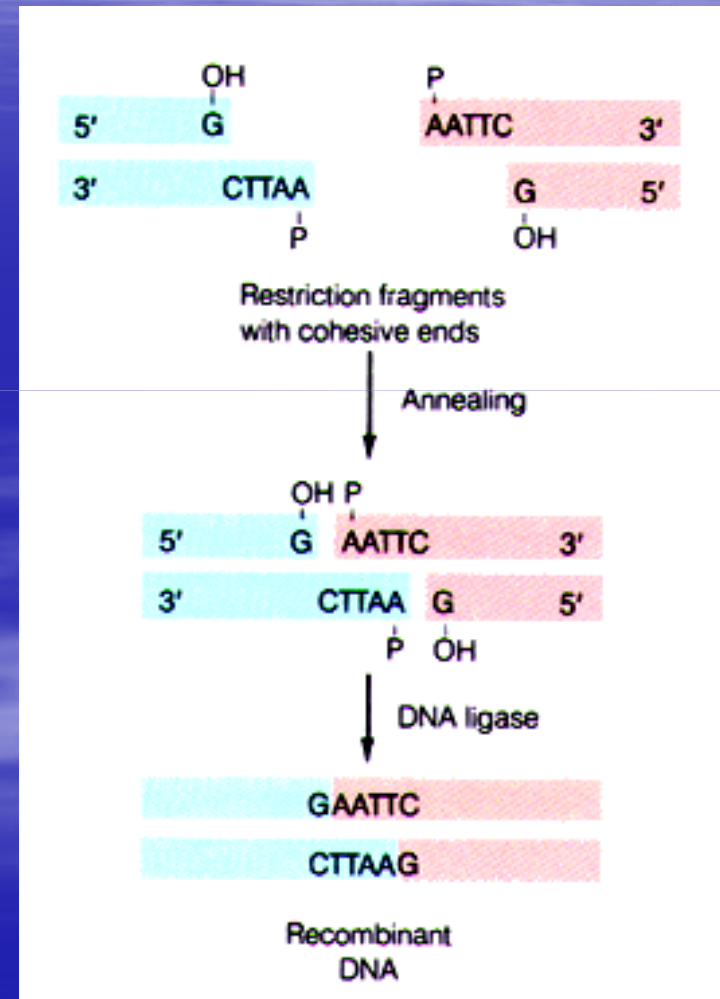 OH P
5' G AATTC 3'
3' CTTAA G 5'
P OH
Restriction fragments
with cohesive ends
Annealing
OH P
5' G AATTC 3'
3' CTTAA G 5'
P OH
DNA ligase
GAATTC
CTTAAG
Recombinant
DNA